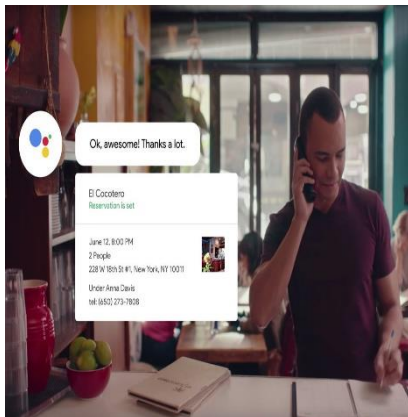 Ok, awesome! Thanks a lot.
El Cocotero
Reservation is set
June 12, 8:00 PM
2 People
228 W 18th St #1, New York, NY 10011
Under Anna Davis
tel: (650) 273-7808